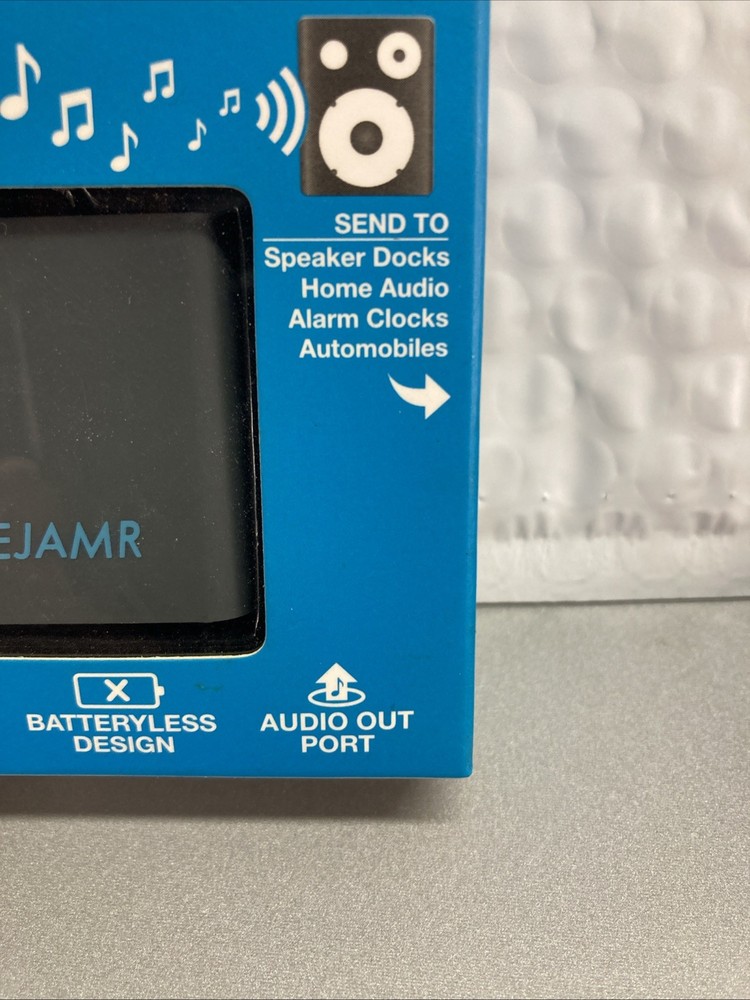 SEND TO
Speaker Docks
Home Audio
Alarm Clocks
Automobiles
EJAMR
BATTERYLESS
DESIGN
AUDIO OUT
PORT